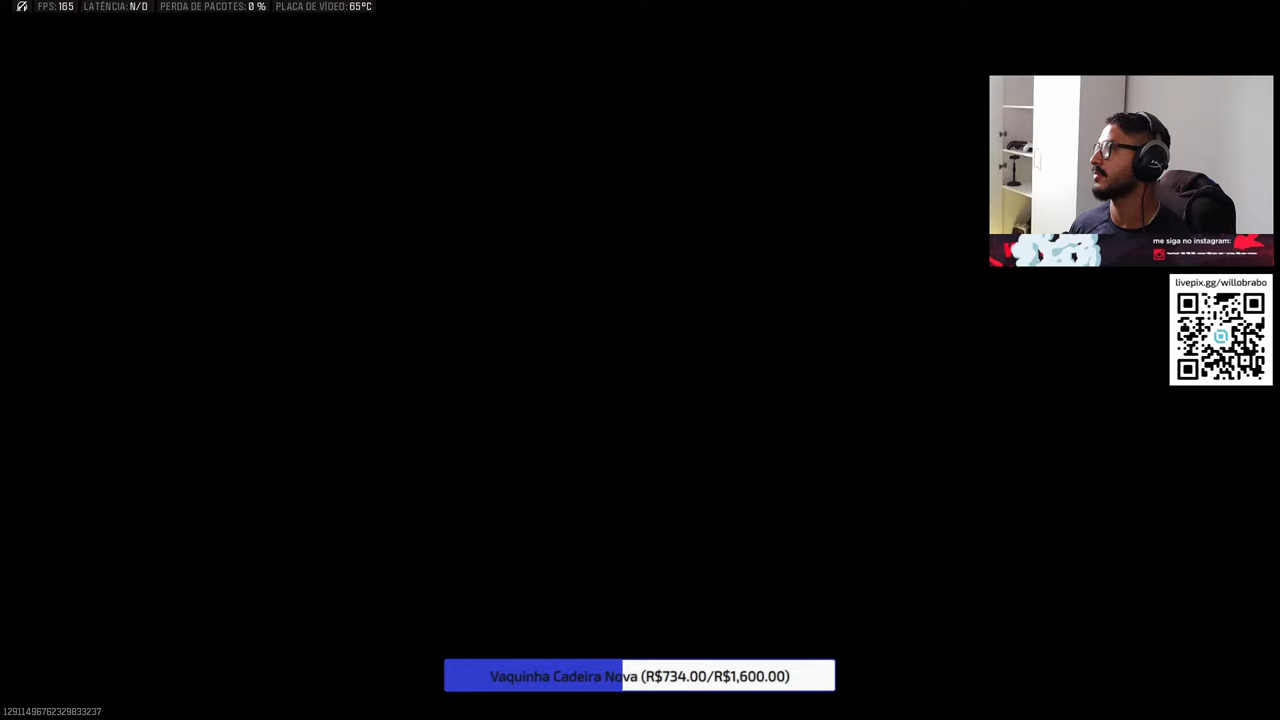 FPS: 165 LATÊNCIA: N/D PERDA DE PACOTES: 0 % PLACA DE VÍDEO: 65°C
me siga no instagram:
livepix.gg/willobrabo
Vaquinha Cadeira Nova (R$734.00/R$1,600.00)
12911496762329833237